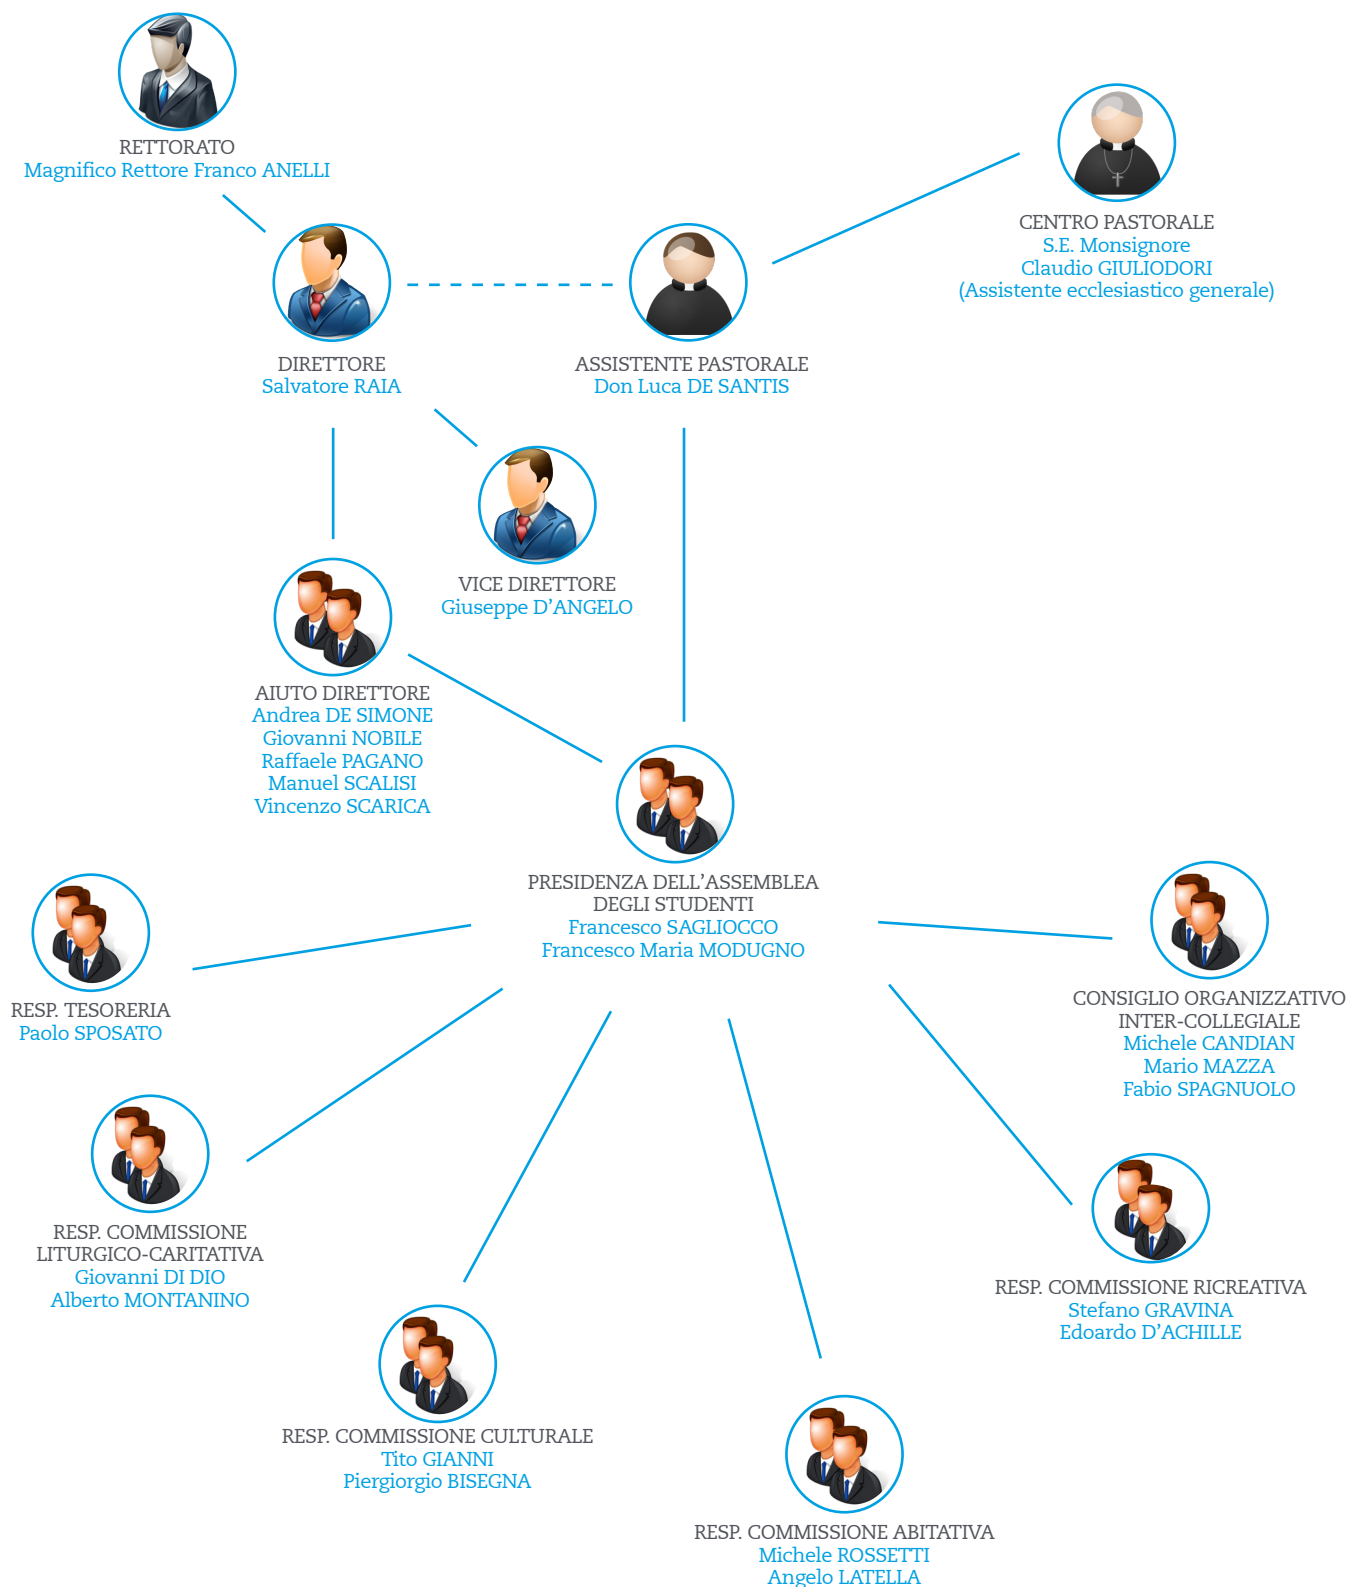 RETTORATO
Magnifico Rettore Franco ANELLI
CENTRO PASTORALE
S.E. Monsignore
Claudio GIULIODORI
(Assistente ecclesiastico generale)
DIRETTORE
Salvatore RAIA
ASSISTENTE PASTORALE
Don Luca DE SANTIS
VICE DIRETTORE
Giuseppe D’ANGELO
AIUTO DIRETTORE
Andrea DE SIMONE
Giovanni NOBILE
Raffaele PAGANO
Manuel SCALISI
Vincenzo SCARICA
PRESIDENZA DELL’ASSEMBLEA
DEGLI STUDENTI
Francesco SAGLIOCCO
Francesco Maria MODUGNO
RESP. TESORERIA
Paolo SPOSATO
CONSIGLIO ORGANIZZATIVO
INTER-COLLEGIALE
Michele CANDIAN
Mario MAZZA
Fabio SPAGNUOLO
RESP. COMMISSIONE
LITURGICO-CARITATIVA
Giovanni DI DIO
Alberto MONTANINO
RESP. COMMISSIONE RICREATIVA
Stefano GRAVINA
Edoardo D’ACHILLE
RESP. COMMISSIONE CULTURALE
Tito GIANNI
Piergiorgio BISEGNA
RESP. COMMISSIONE ABITATIVA
Michele ROSSETTI
Angelo LATELLA